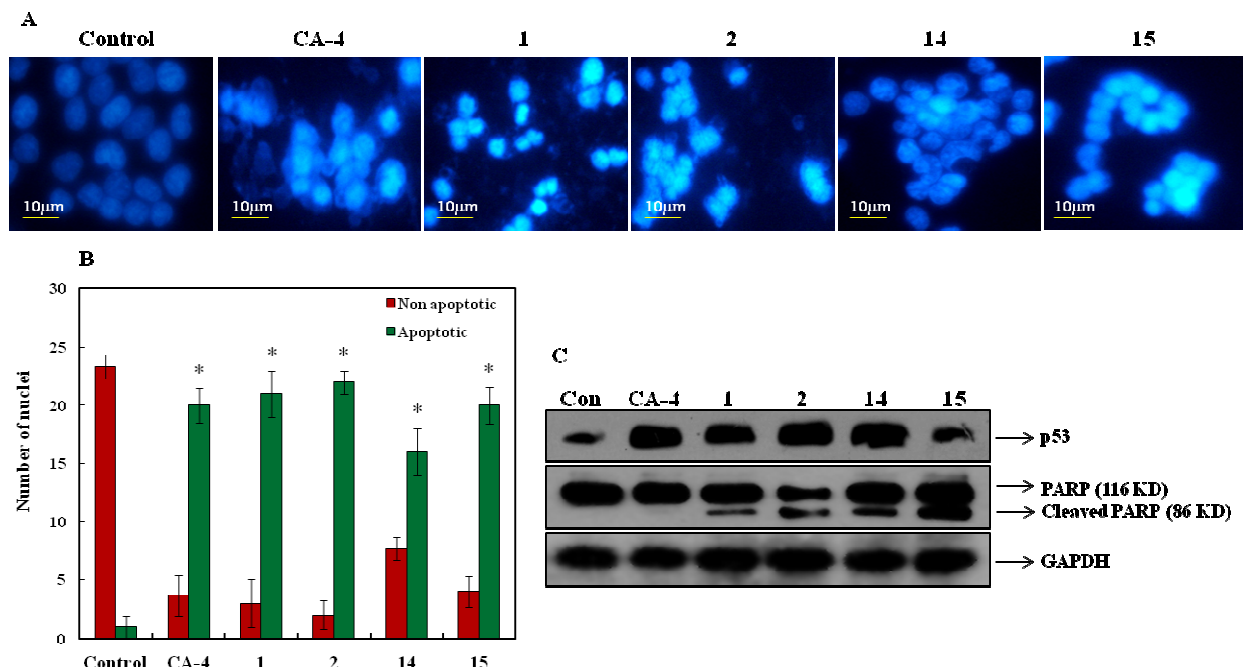 A
Control CA-4 1 2 14 15
10μm 10μm 10μm 10μm 10μm 10μm
B
30
25
20
15
10
5
0
Number of nuclei
Non apoptotic
Apoptotic
* * * * *
Control CA-4 1 2 14 15
C
Con CA-4 1 2 14 15
p53
PARP (116 KD)
Cleaved PARP (86 KD)
GAPDH